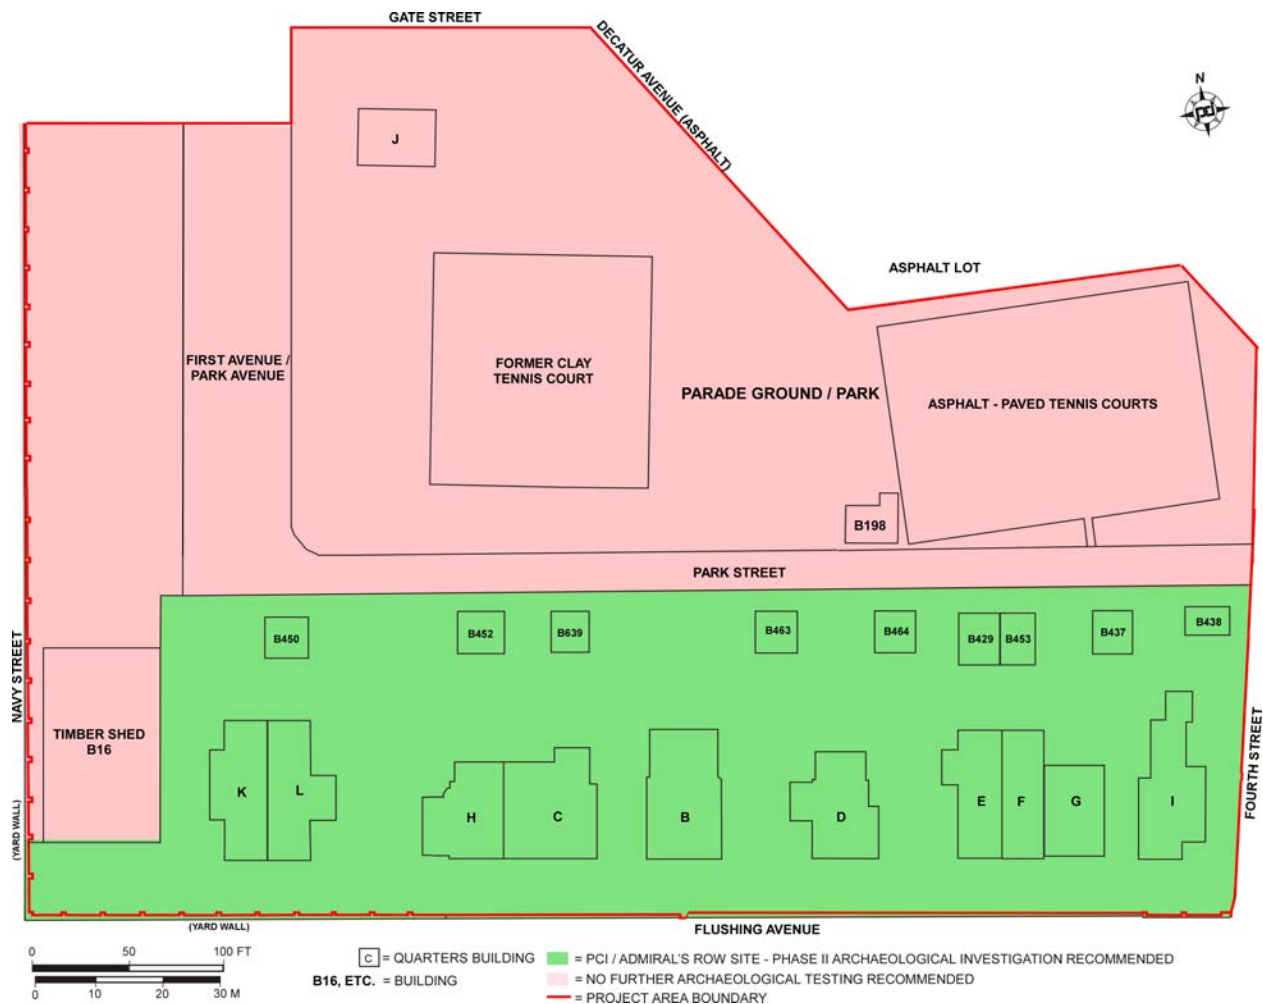 GATE STREET
DECATUR AVENUE (ASPHALT)
N
pci
J
ASPHALT LOT
FIRST AVENUE /
PARK AVENUE
FORMER CLAY
TENNIS COURT
PARADE GROUND / PARK
ASPHALT - PAVED TENNIS COURTS
B198
PARK STREET
B450
B452
B639
B463
B464
B429
B453
B437
B438
NAVY STREET
TIMBER SHED
B16
K
L
H
C
B
D
E
F
G
I
FOURTH STREET
(YARD WALL)
(YARD WALL)
FLUSHING AVENUE
0 50 100 FT
0 10 20 30 M
C = QUARTERS BUILDING
B16, ETC. = BUILDING
= PCI / ADMIRAL'S ROW SITE - PHASE II ARCHAEOLOGICAL INVESTIGATION RECOMMENDED
= NO FURTHER ARCHAEOLOGICAL TESTING RECOMMENDED
= PROJECT AREA BOUNDARY